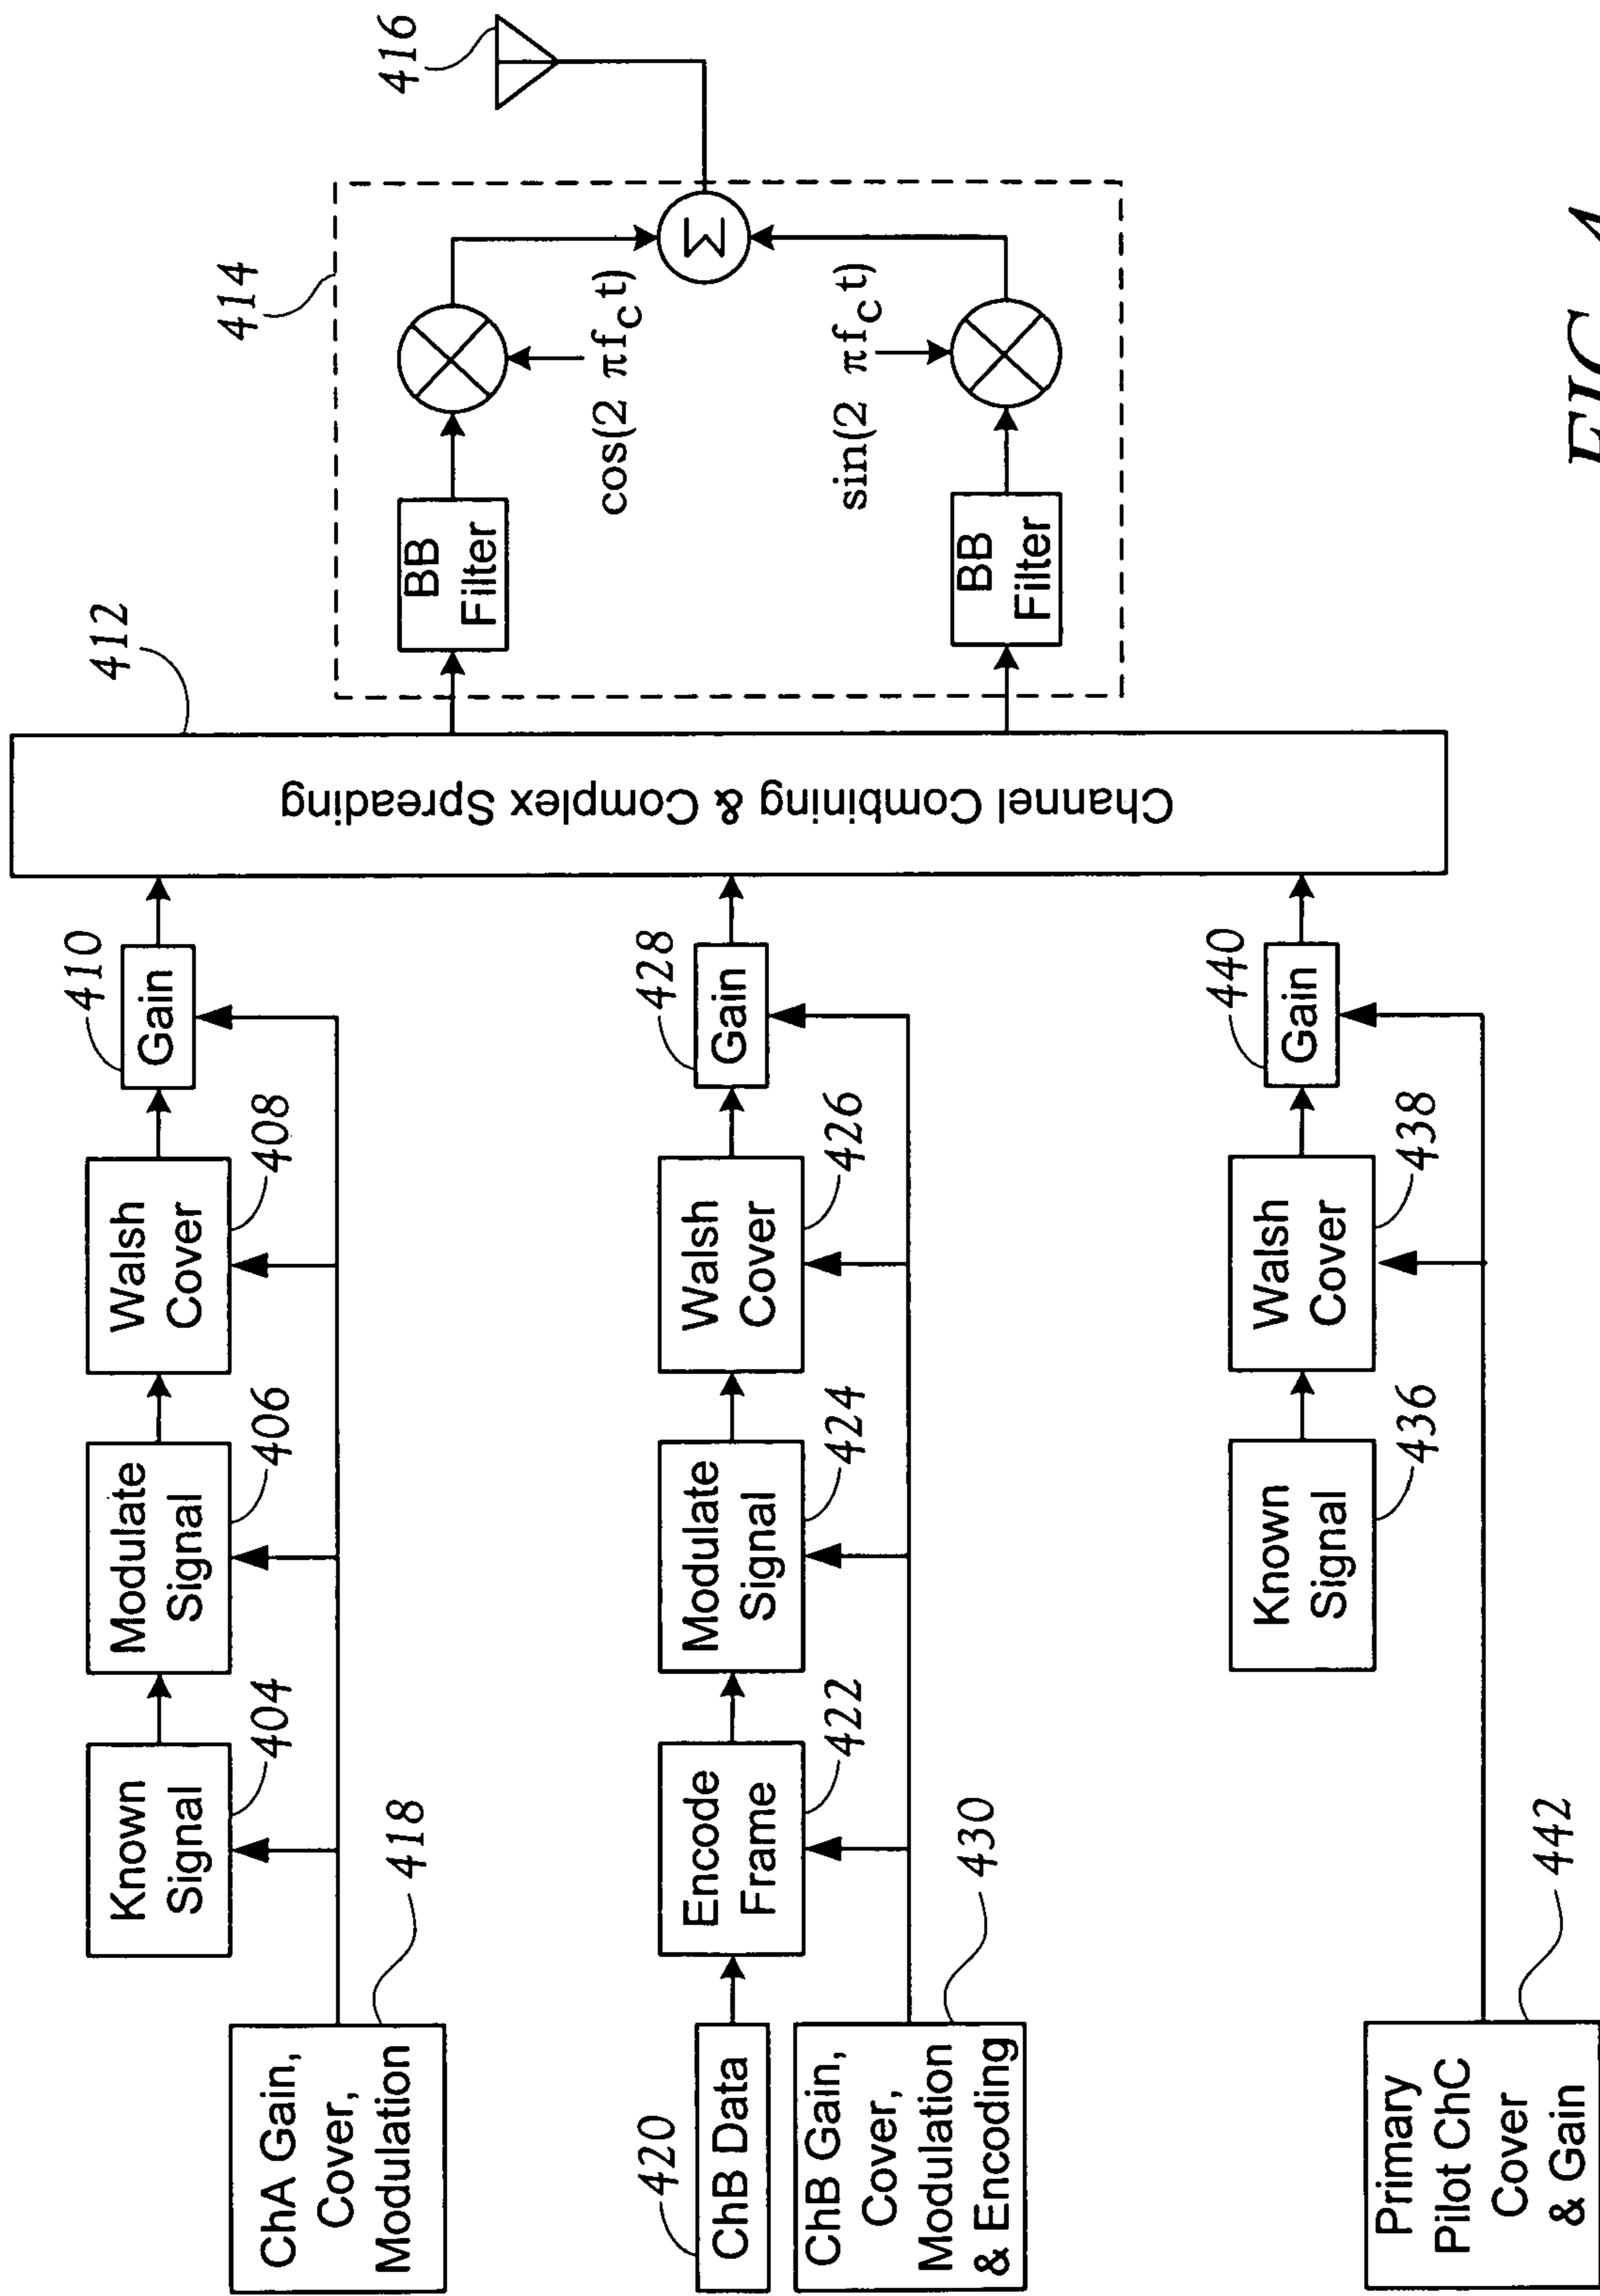 Known
Signal
404
Modulate
Signal
406
Walsh
Cover
408
Gain
410
ChA Gain,
Cover,
Modulation
418
420
ChB Data
Encode
Frame
422
Modulate
Signal
424
Walsh
Cover
426
Gain
428
ChB Gain,
Cover,
Modulation
& Encoding
430
Known
Signal
436
Walsh
Cover
438
Gain
440
Primary
Pilot ChC
Cover
& Gain
442
Channel Combining & Complex Spreading
412
414
BB
Filter
cos(2 πfct)
sin(2 πfct)
BB
Filter
Σ
416